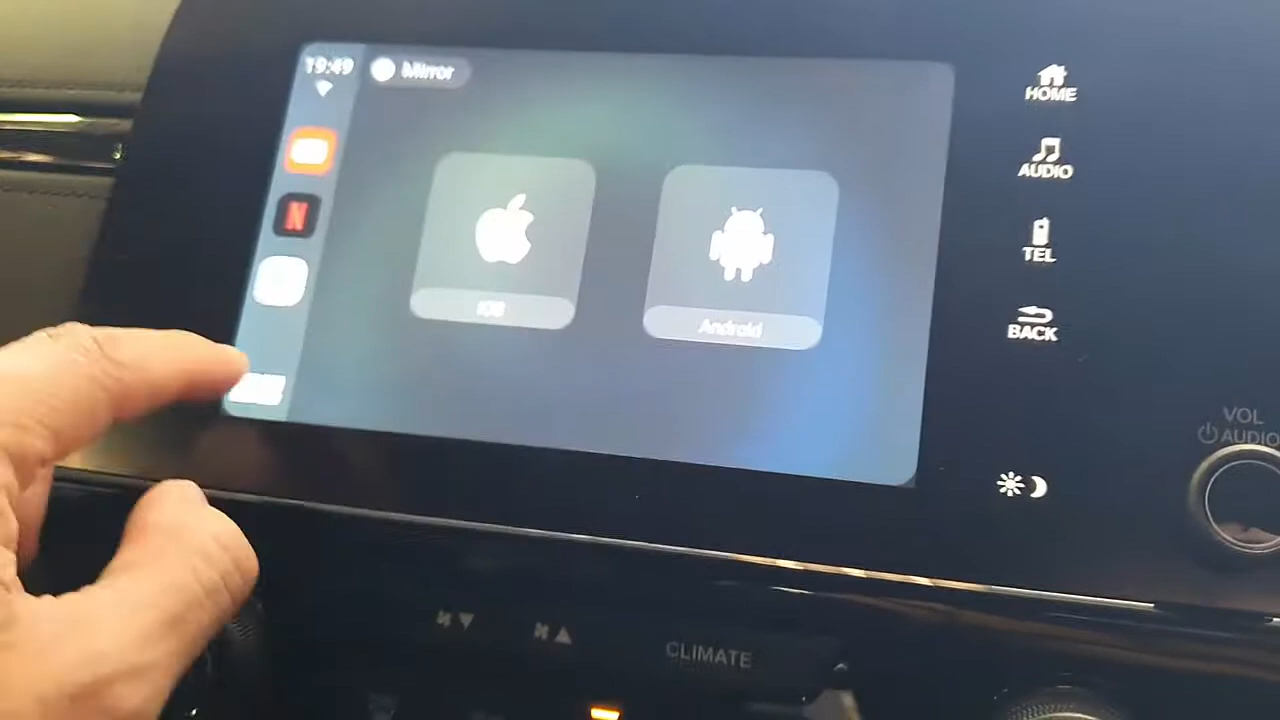 19:49
Mirror
N
iOS
Android
HOME
AUDIO
TEL
BACK
VOL
AUDIO
CLIMATE